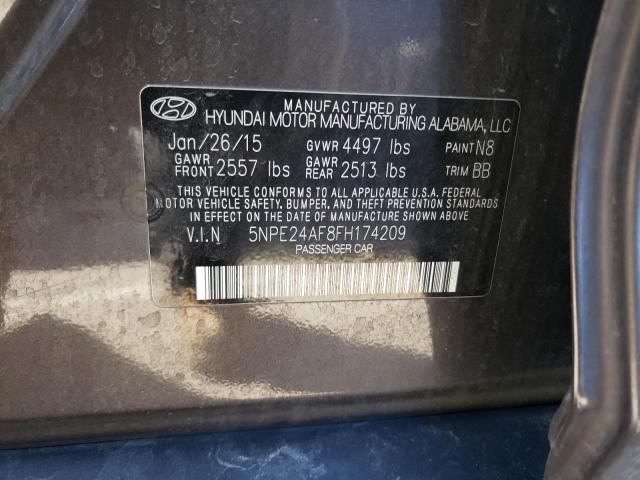 MANUFACTURED BY
HYUNDAI MOTOR MANUFACTURING ALABAMA, LLC
Jan/26/15 GVWR 4497 lbs PAINT N8
GAWR FRONT 2557 lbs GAWR REAR 2513 lbs TRIM BB
THIS VEHICLE CONFORMS TO ALL APPLICABLE U.S.A. FEDERAL
MOTOR VEHICLE SAFETY, BUMPER, AND THEFT PREVENTION STANDARDS
IN EFFECT ON THE DATE OF MANUFACTURE SHOWN ABOVE
V.I.N 5NPE24AF8FH174209
PASSENGER CAR